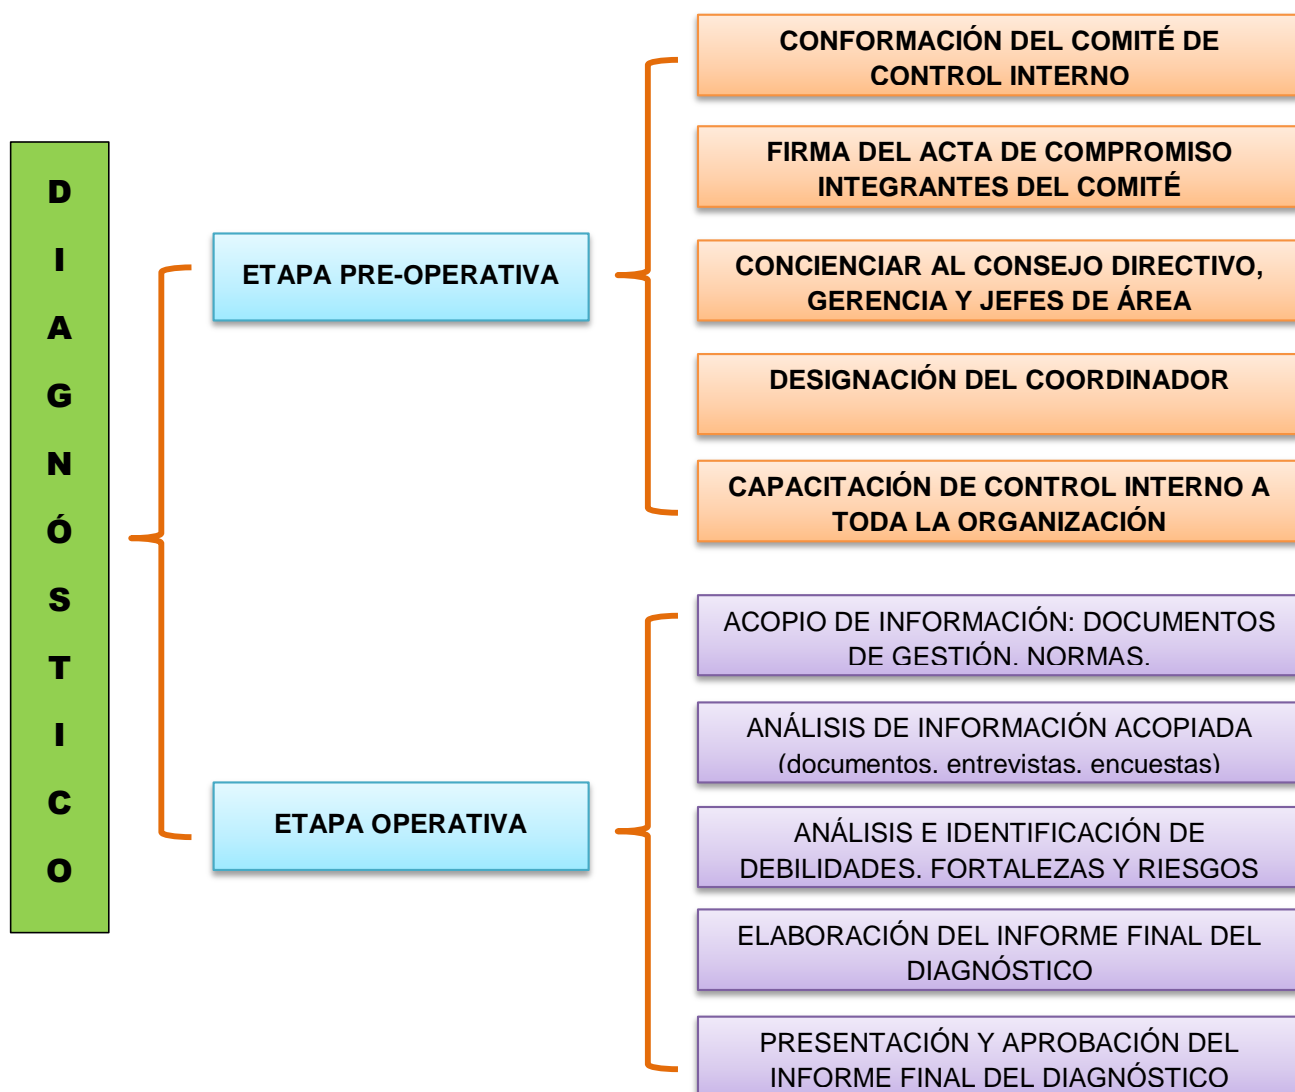 DIAGNÓSTICO
ETAPA PRE-OPERATIVA
CONFORMACIÓN DEL COMITÉ DE
CONTROL INTERNO
FIRMA DEL ACTA DE COMPROMISO
INTEGRANTES DEL COMITÉ
CONCIENCIAR AL CONSEJO DIRECTIVO,
GERENCIA Y JEFES DE ÁREA
DESIGNACIÓN DEL COORDINADOR
CAPACITACIÓN DE CONTROL INTERNO A
TODA LA ORGANIZACIÓN
ETAPA OPERATIVA
ACOPIO DE INFORMACIÓN: DOCUMENTOS
DE GESTIÓN, NORMAS.
ANÁLISIS DE INFORMACIÓN ACOPIADA
(documentos, entrevistas, encuestas)
ANÁLISIS E IDENTIFICACIÓN DE
DEBILIDADES, FORTALEZAS Y RIESGOS
ELABORACIÓN DEL INFORME FINAL DEL
DIAGNÓSTICO
PRESENTACIÓN Y APROBACIÓN DEL
INFORME FINAL DEL DIAGNÓSTICO